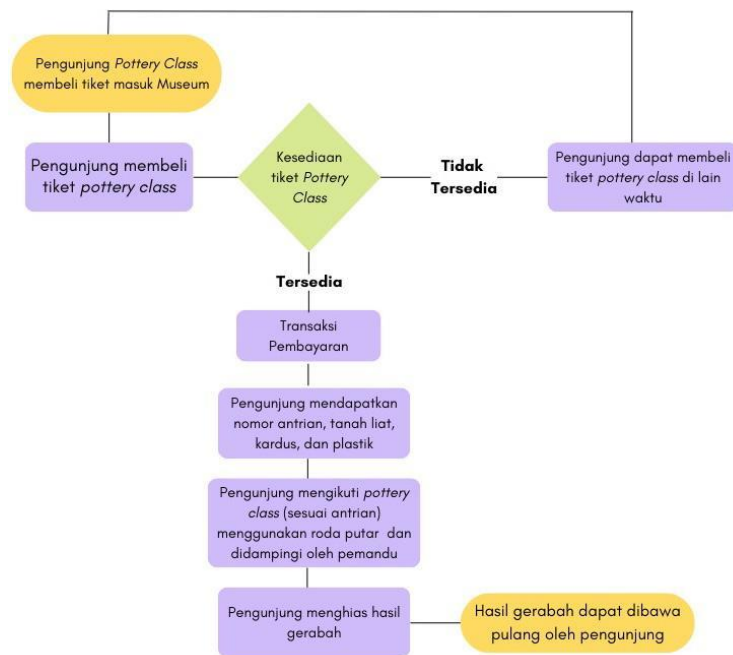 Pengunjung Pottery Class
membeli tiket masuk Museum
Pengunjung membeli
tiket pottery class
Kesediaan
tiket Pottery
Class
Tidak
Tersedia
Pengunjung dapat membeli
tiket pottery class di lain
waktu
Tersedia
Transaksi
Pembayaran
Pengunjung mendapatkan
nomor antrian, tanah liat,
kardus, dan plastik
Pengunjung mengikuti pottery
class (sesuai antrian)
menggunakan roda putar dan
didampingi oleh pemandu
Pengunjung menghias hasil
gerabah
Hasil gerabah dapat dibawa
pulang oleh pengunjung